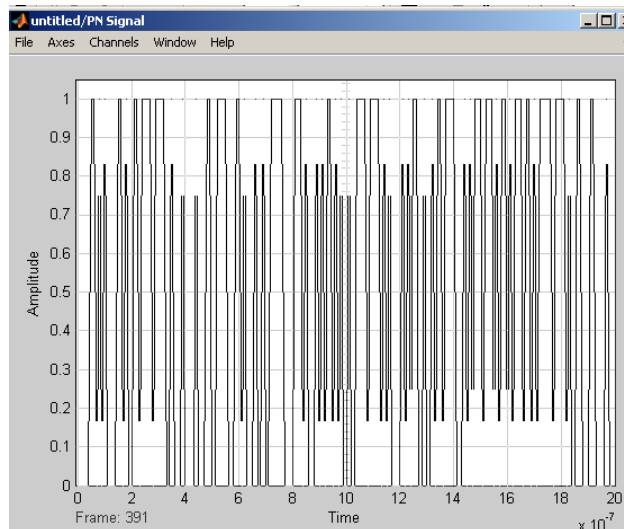 untitled/PN Signal
File Axes Channels Window Help
1
0.9
0.8
0.7
0.6
0.5
0.4
0.3
0.2
0.1
0
Amplitude
0 2 4 6 8 10 12 14 16 18 20
Frame: 391 Time x 10-7